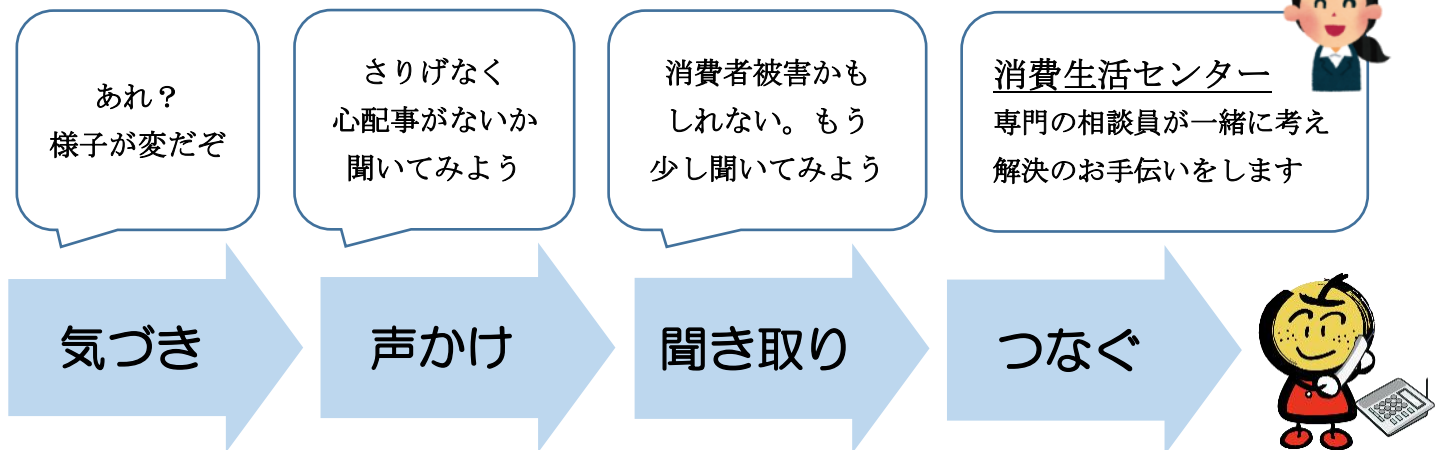 あれ？
様子が変だぞ
さりげなく
心配事がないか
聞いてみよう
消費者被害かも
しれない。もう
少し聞いてみよう
消費生活センター
専門の相談員が一緒に考え
解決のお手伝いをします
気づき
声かけ
聞き取り
つなぐ